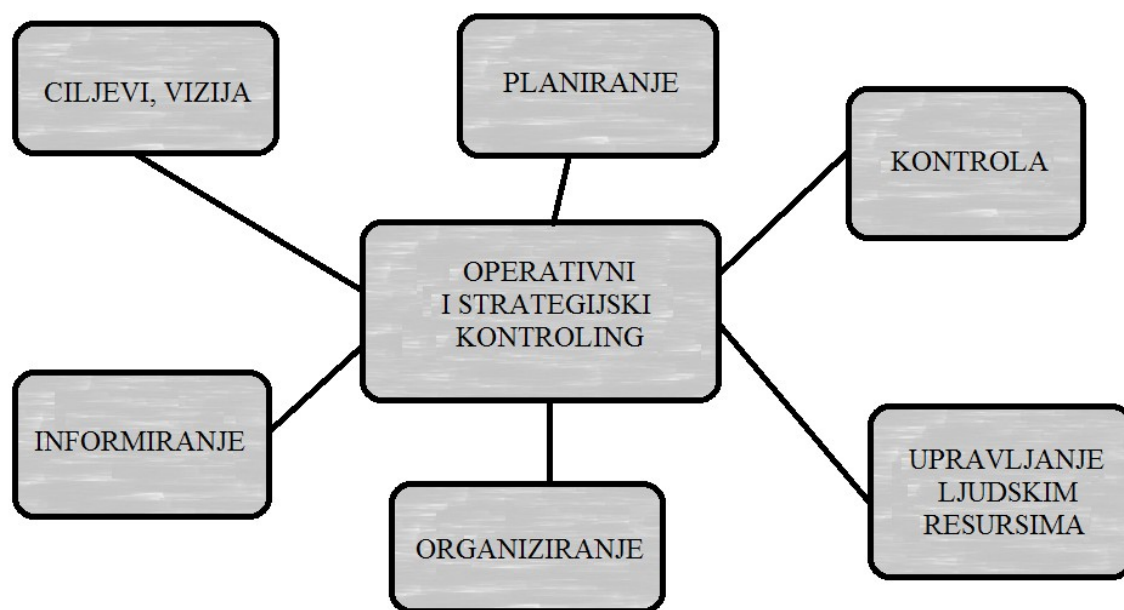 CILJEVI, VIZIJA
PLANIRANJE
KONTROLA
OPERATIVNI
I STRATEGIJSKI
KONTROLING
INFORMIRANJE
ORGANIZIRANJE
UPRAVLJANJE
LJUDSKIM
RESURSIMA